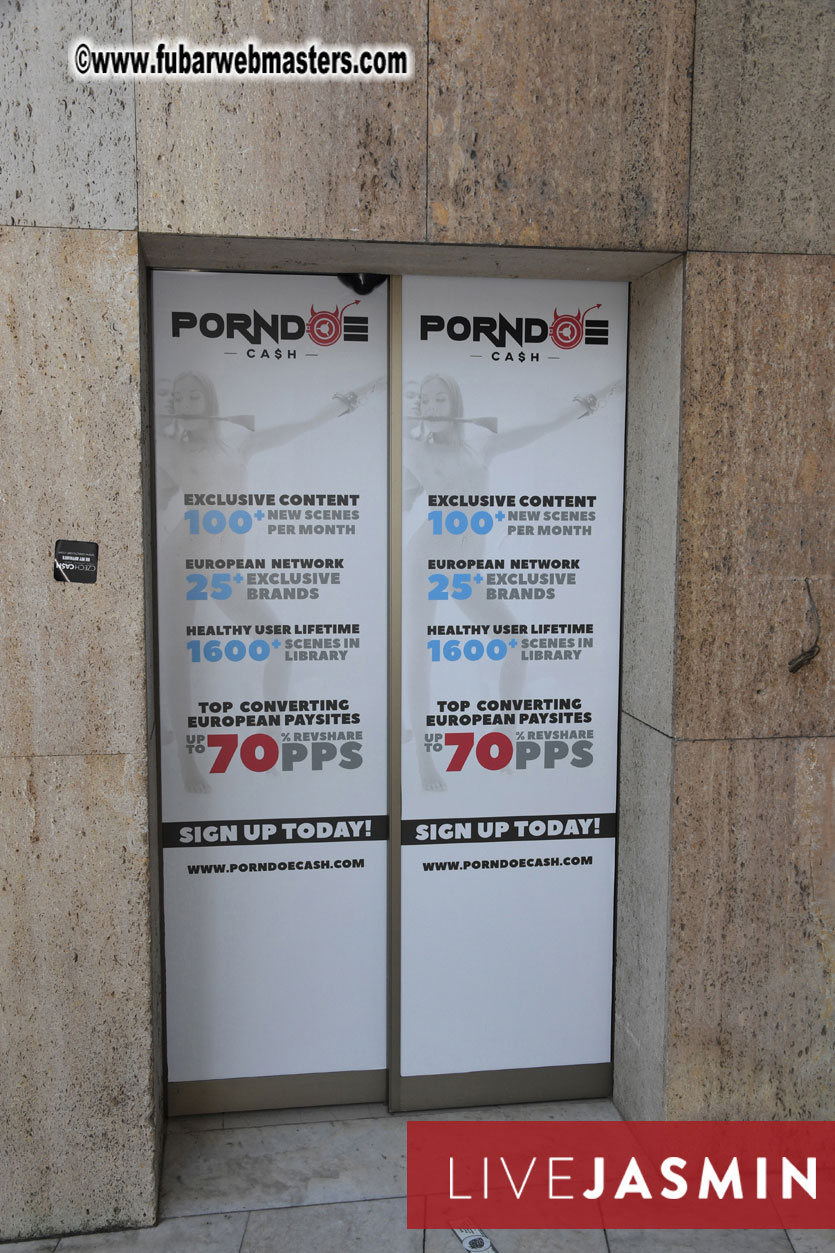 ©www.fubarwebmasters.com
PORNDOE
CA$H
EXCLUSIVE CONTENT
100+ NEW SCENES
PER MONTH
EUROPEAN NETWORK
25+ EXCLUSIVE
BRANDS
HEALTHY USER LIFETIME
1600+ SCENES IN
LIBRARY
TOP CONVERTING
EUROPEAN PAYSITES
UP TO 70% REVSHARE
PPS
SIGN UP TODAY!
WWW.PORNDOECASH.COM
PORNDOE
CA$H
EXCLUSIVE CONTENT
100+ NEW SCENES
PER MONTH
EUROPEAN NETWORK
25+ EXCLUSIVE
BRANDS
HEALTHY USER LIFETIME
1600+ SCENES IN
LIBRARY
TOP CONVERTING
EUROPEAN PAYSITES
UP TO 70% REVSHARE
PPS
SIGN UP TODAY!
WWW.PORNDOECASH.COM
CZECHCA$H
LIVEJASMIN